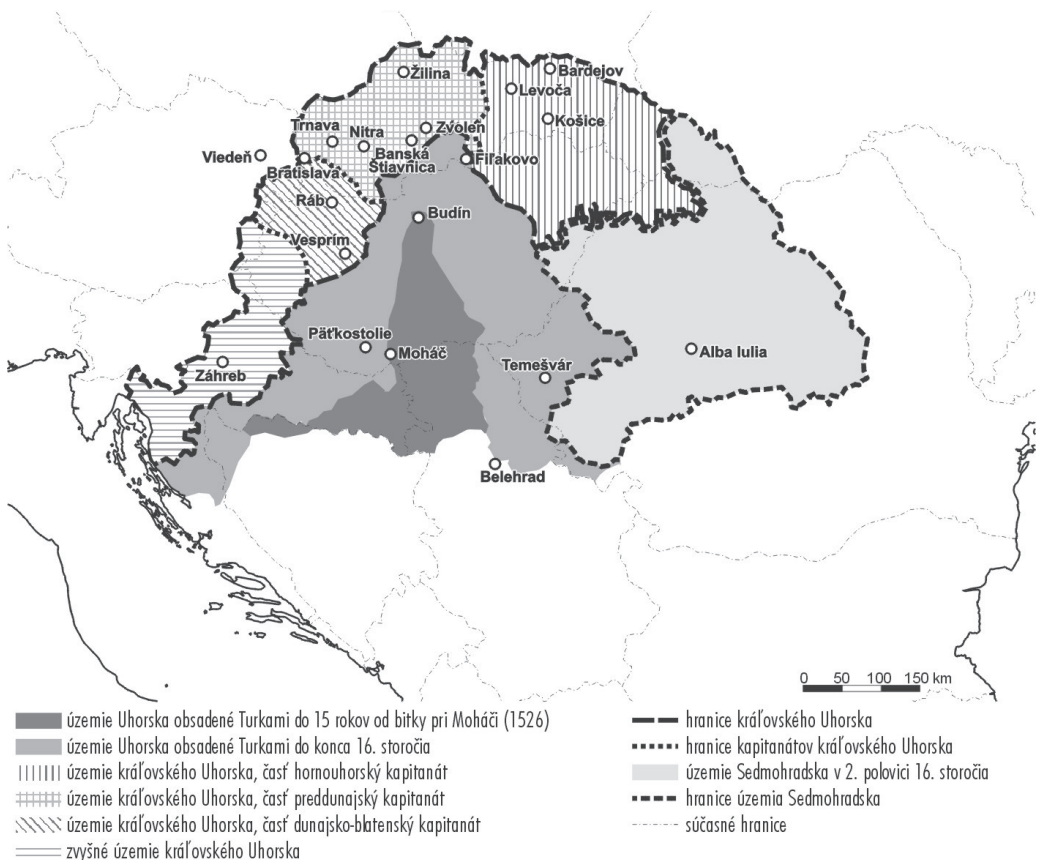 Žilina
Bardejov
Levoča
Košice
Trnava
Nitra
Zvolen
Banská
Štiavnica
Fiľakovo
Viedeň
Bratislava
Ráb
Vesprím
Budín
Päťkostolie
Moháč
Temešvár
Alba Iulia
Záhreb
Belehrad
0 50 100 150 km
územie Uhorska obsadené Turkami do 15 rokov od bitky pri Moháči (1526)
územie Uhorska obsadené Turkami do konca 16. storočia
územie kráľovského Uhorska, časť hornouhorský kapitanát
územie kráľovského Uhorska, časť preddunajský kapitanát
územie kráľovského Uhorska, časť dunajsko-blatenský kapitanát
zvyšné územie kráľovského Uhorska
hranice kráľovského Uhorska
hranice kapitanátov kráľovského Uhorska
územie Sedmohradska v 2. polovici 16. storočia
hranice územia Sedmohradska
súčasné hranice